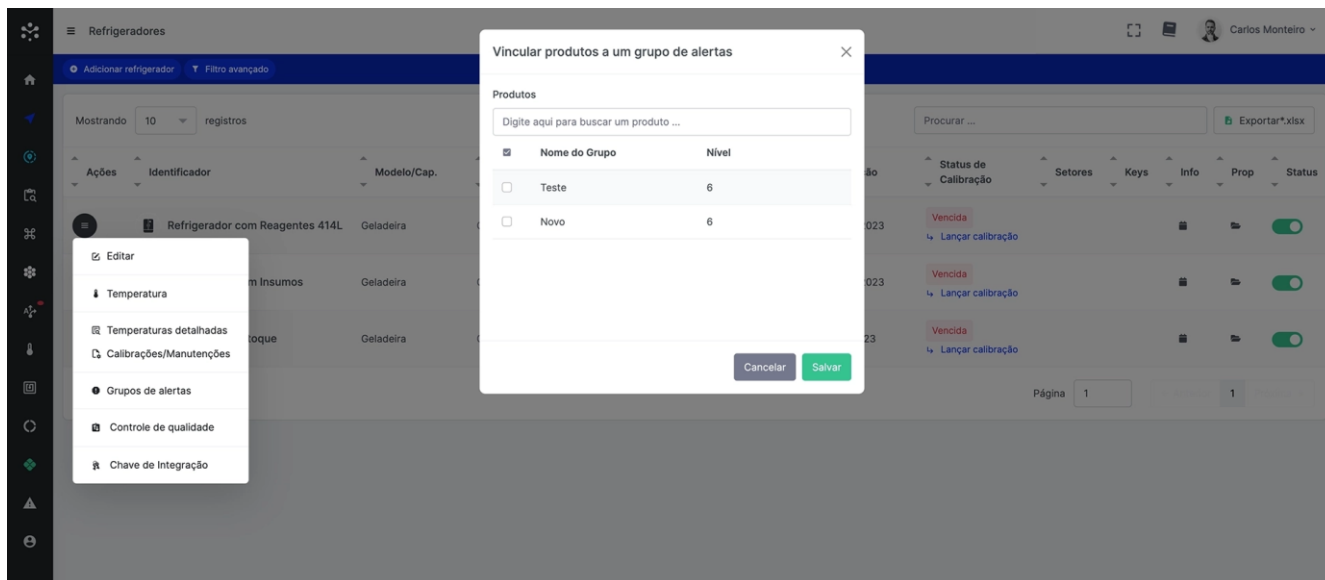 Refrigeradores
Carlos Monteiro
Adicionar refrigerador Filtro avançado
Mostrando 10 registros
Procurar ...
Exportar*.xlsx
Ações Identificador Modelo/Cap. ão Status de Calibração Setores Keys Info Prop Status
Refrigerador com Reagentes 414L Geladeira 023 Vencida
Lançar calibração
m Insumos Geladeira 023 Vencida
Lançar calibração
toque Geladeira 23 Vencida
Lançar calibração
Página 1 1
Editar
Temperatura
Temperaturas detalhadas
Calibrações/Manutenções
Grupos de alertas
Controle de qualidade
Chave de Integração
Vincular produtos a um grupo de alertas
Produtos
Digite aqui para buscar um produto ...
Nome do Grupo Nível
Teste 6
Novo 6
Cancelar Salvar